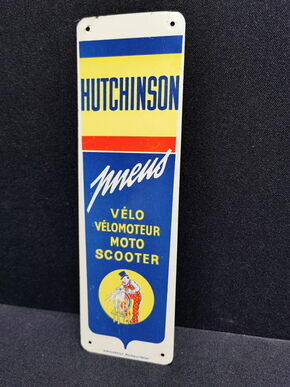 HUTCHINSON
pneus
VÉLO
VÉLOMOTEUR
MOTO
SCOOTER